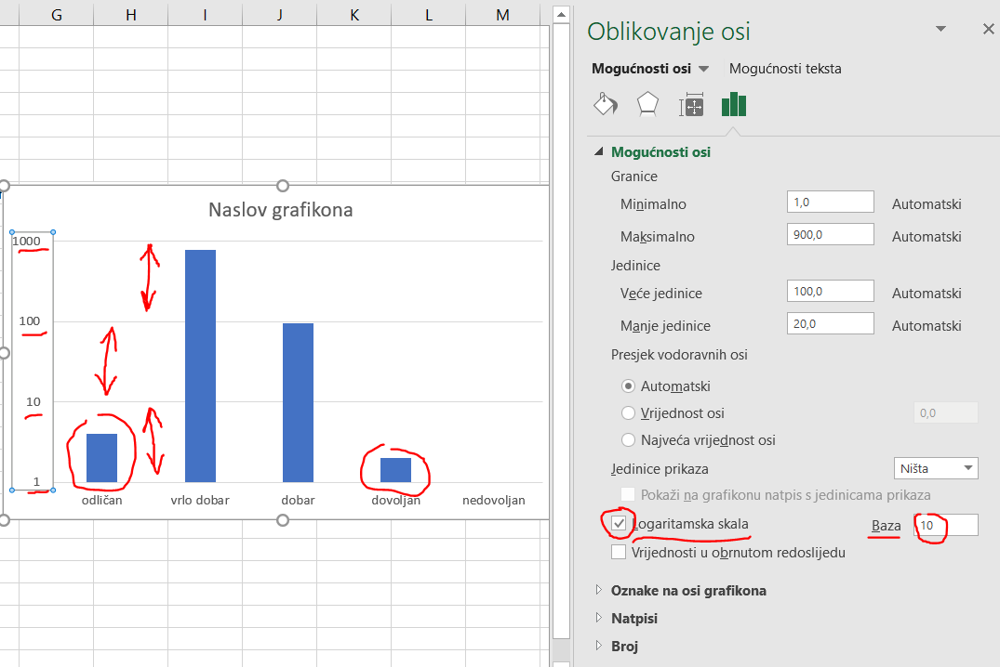 G H I J K L M
Naslov grafikona
1000
100
10
1
odličan vrlo dobar dobar dovoljan nedovoljan
Oblikovanje osi
Mogućnosti osi Mogućnosti teksta
Mogućnosti osi
Granice
Minimalno 1,0 Automatski
Maksimalno 900,0 Automatski
Jedinice
Veće jedinice 100,0 Automatski
Manje jedinice 20,0 Automatski
Presjek vodoravnih osi
Automatski
Vrijednost osi 0,0
Najveća vrijednost osi
Jedinice prikaza Ništa
Pokaži na grafikonu natpis s jedinicama prikaza
Logaritamska skala Baza 10
Vrijednosti u obrnutom redoslijedu
Oznake na osi grafikona
Natpisi
Broj